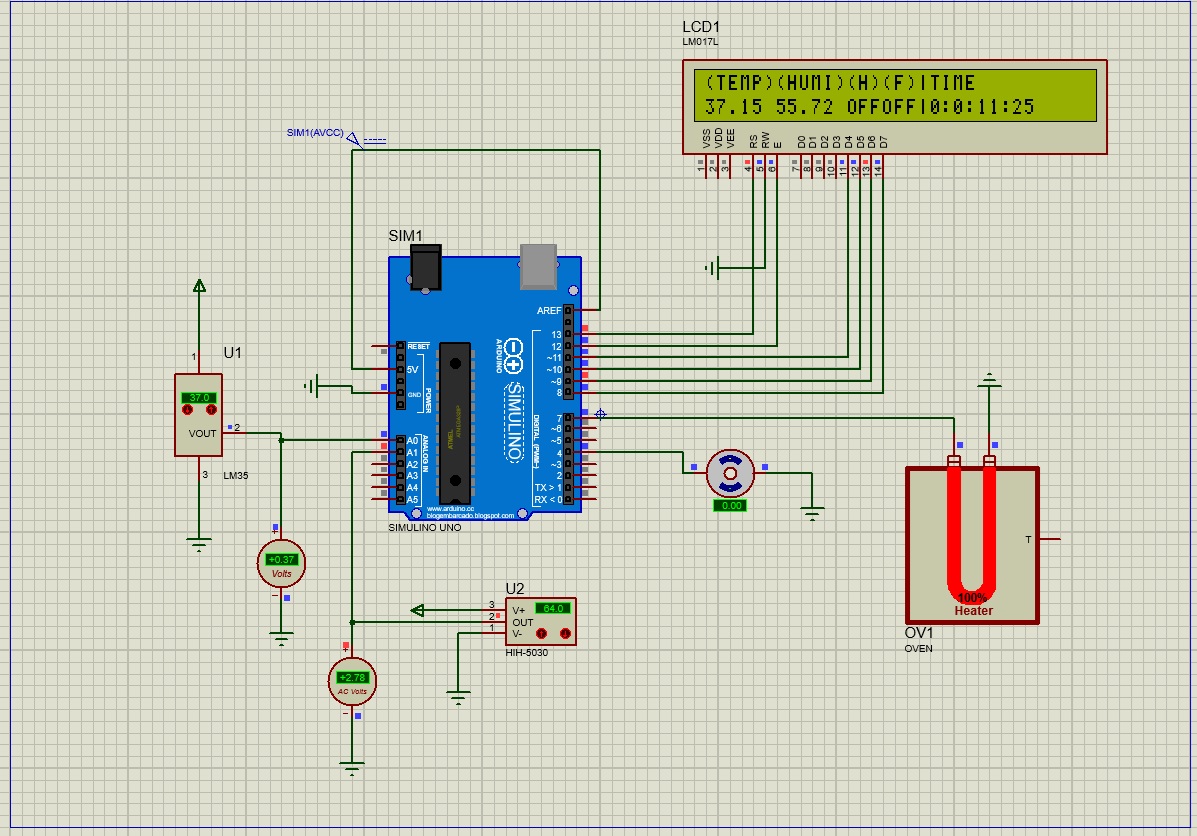 LCD1
LM017L
(TEMP)(HUMI)(H)(F)|TIME
37.15 55.72 OFFOFF|0:0:11:25
VSS VDD VEE RS RW E D0 D1 D2 D3 D4 D5 D6 D7
1 2 3 4 5 6 7 8 9 10 11 12 13 14
SIM1(AVCC)
SIM1
AREF
13
12
~11
~10
~9
8
7
~6
~5
4
~3
2
TX > 1
RX < 0
RESET
5V
GND
POWER
A0
A1
A2
A3
A4
A5
ANALOG IN
ARDUINO
SIMULINO
DIGITAL (PWM~)
ATMEL
www.arduino.cc
blogembarcado.blogspot.com
SIMULINO UNO
U1
1
37.0
VOUT
2
3
LM35
+0.37
Volts
+2.78
AC Volts
U2
3
2
1
V+
OUT
V-
64.0
HIH-5030
0.00
T
100%
Heater
OV1
OVEN